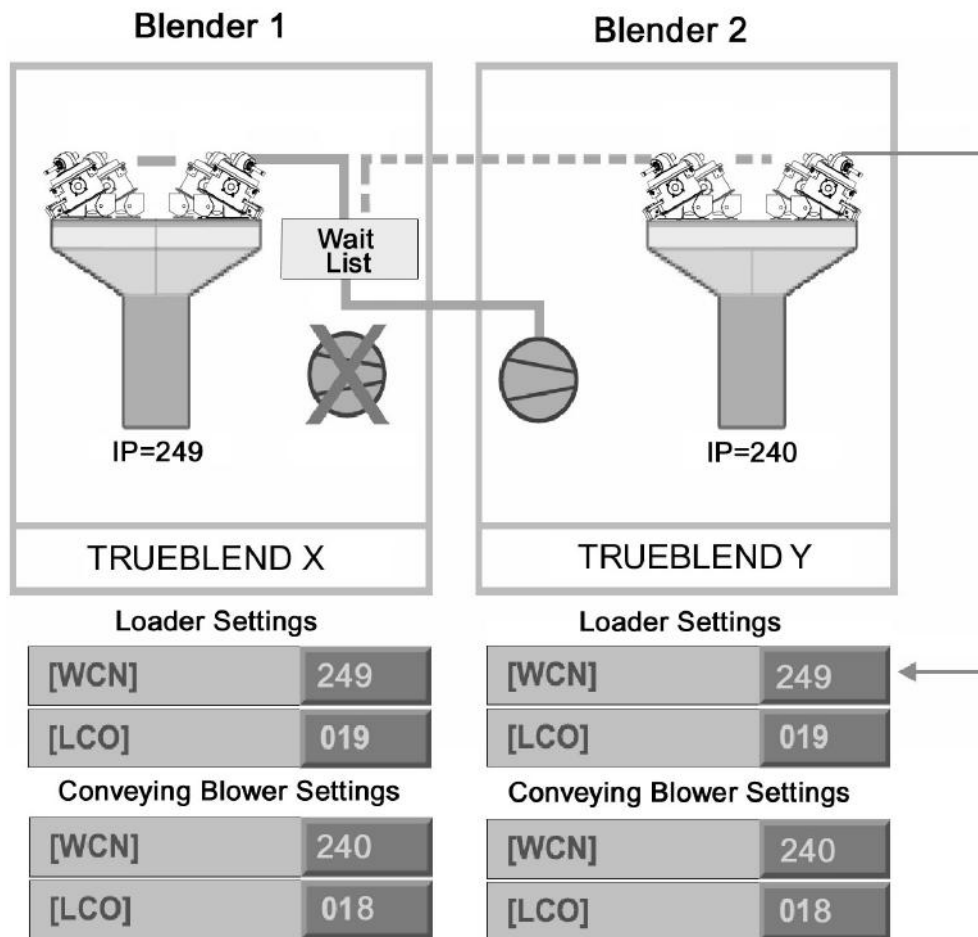 Blender 1
Blender 2
Wait
List
IP=249
IP=240
TRUEBLEND X
TRUEBLEND Y
Loader Settings
[WCN] 249
[LCO] 019
Conveying Blower Settings
[WCN] 240
[LCO] 018
Loader Settings
[WCN] 249
[LCO] 019
Conveying Blower Settings
[WCN] 240
[LCO] 018